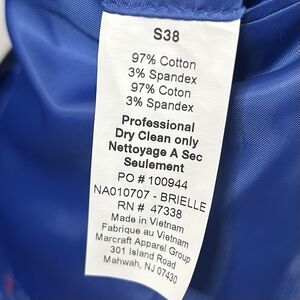 S38
97% Cotton
3% Spandex
97% Coton
3% Spandex
Professional
Dry Clean only
Nettoyage A Sec
Seulement
PO # 100944
NA010707 - BRIELLE
RN # 47338
Made in Vietnam
Fabrique au Vietnam
Marcraft Apparel Group
301 Island Road
Mahwah, NJ 07430